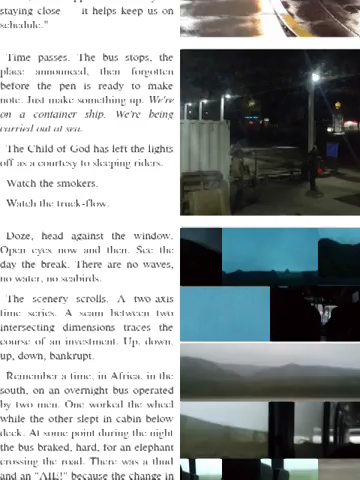 staying close it helps keep us on
schedule."
Time passes. The bus stops, the
place announced, then forgotten
before the pen is ready to make
note. Just make something up. We're
on a container ship. We're being
carried out at sea.
The Child of God has left the lights
off as a courtesy to sleeping riders.
Watch the smokers.
Watch the truck-flow.
Doze, head against the window.
Open eyes now and then. See the
day the break. There are no waves,
no water, no seabirds.
The scenery scrolls. A two axis
time series. A seam between two
intersecting dimensions traces the
course of an investment. Up, down,
up, down, bankrupt.
Remember a time, in Africa, in the
south, on an overnight bus operated
by two men. One worked the wheel
while the other slept in cabin below
deck. At some point during the night
the bus braked, hard, for an elephant
crossing the road. There was a thud
and an "AIE!" because the change in